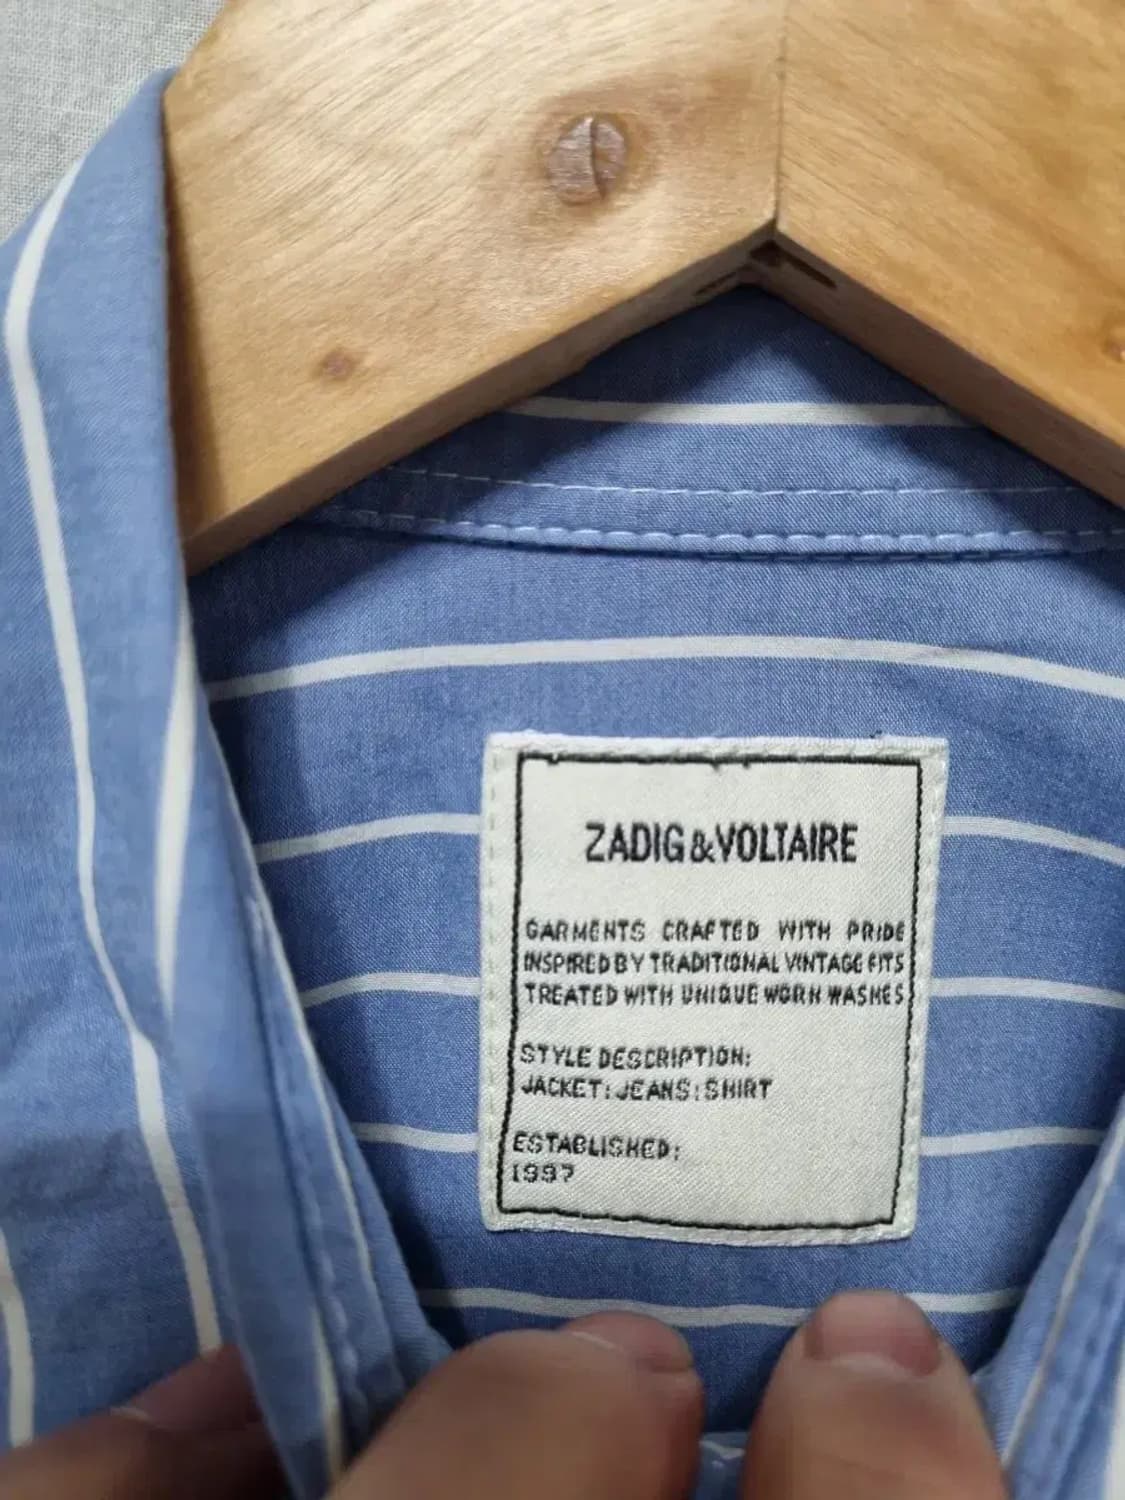 ZADIG&VOLTAIRE
GARMENTS CRAFTED WITH PRIDE
INSPIRED BY TRADITIONAL VINTAGE FITS
TREATED WITH UNIQUE WORN WASHES
STYLE DESCRIPTION:
JACKET:JEANS:SHIRT
ESTABLISHED:
1997